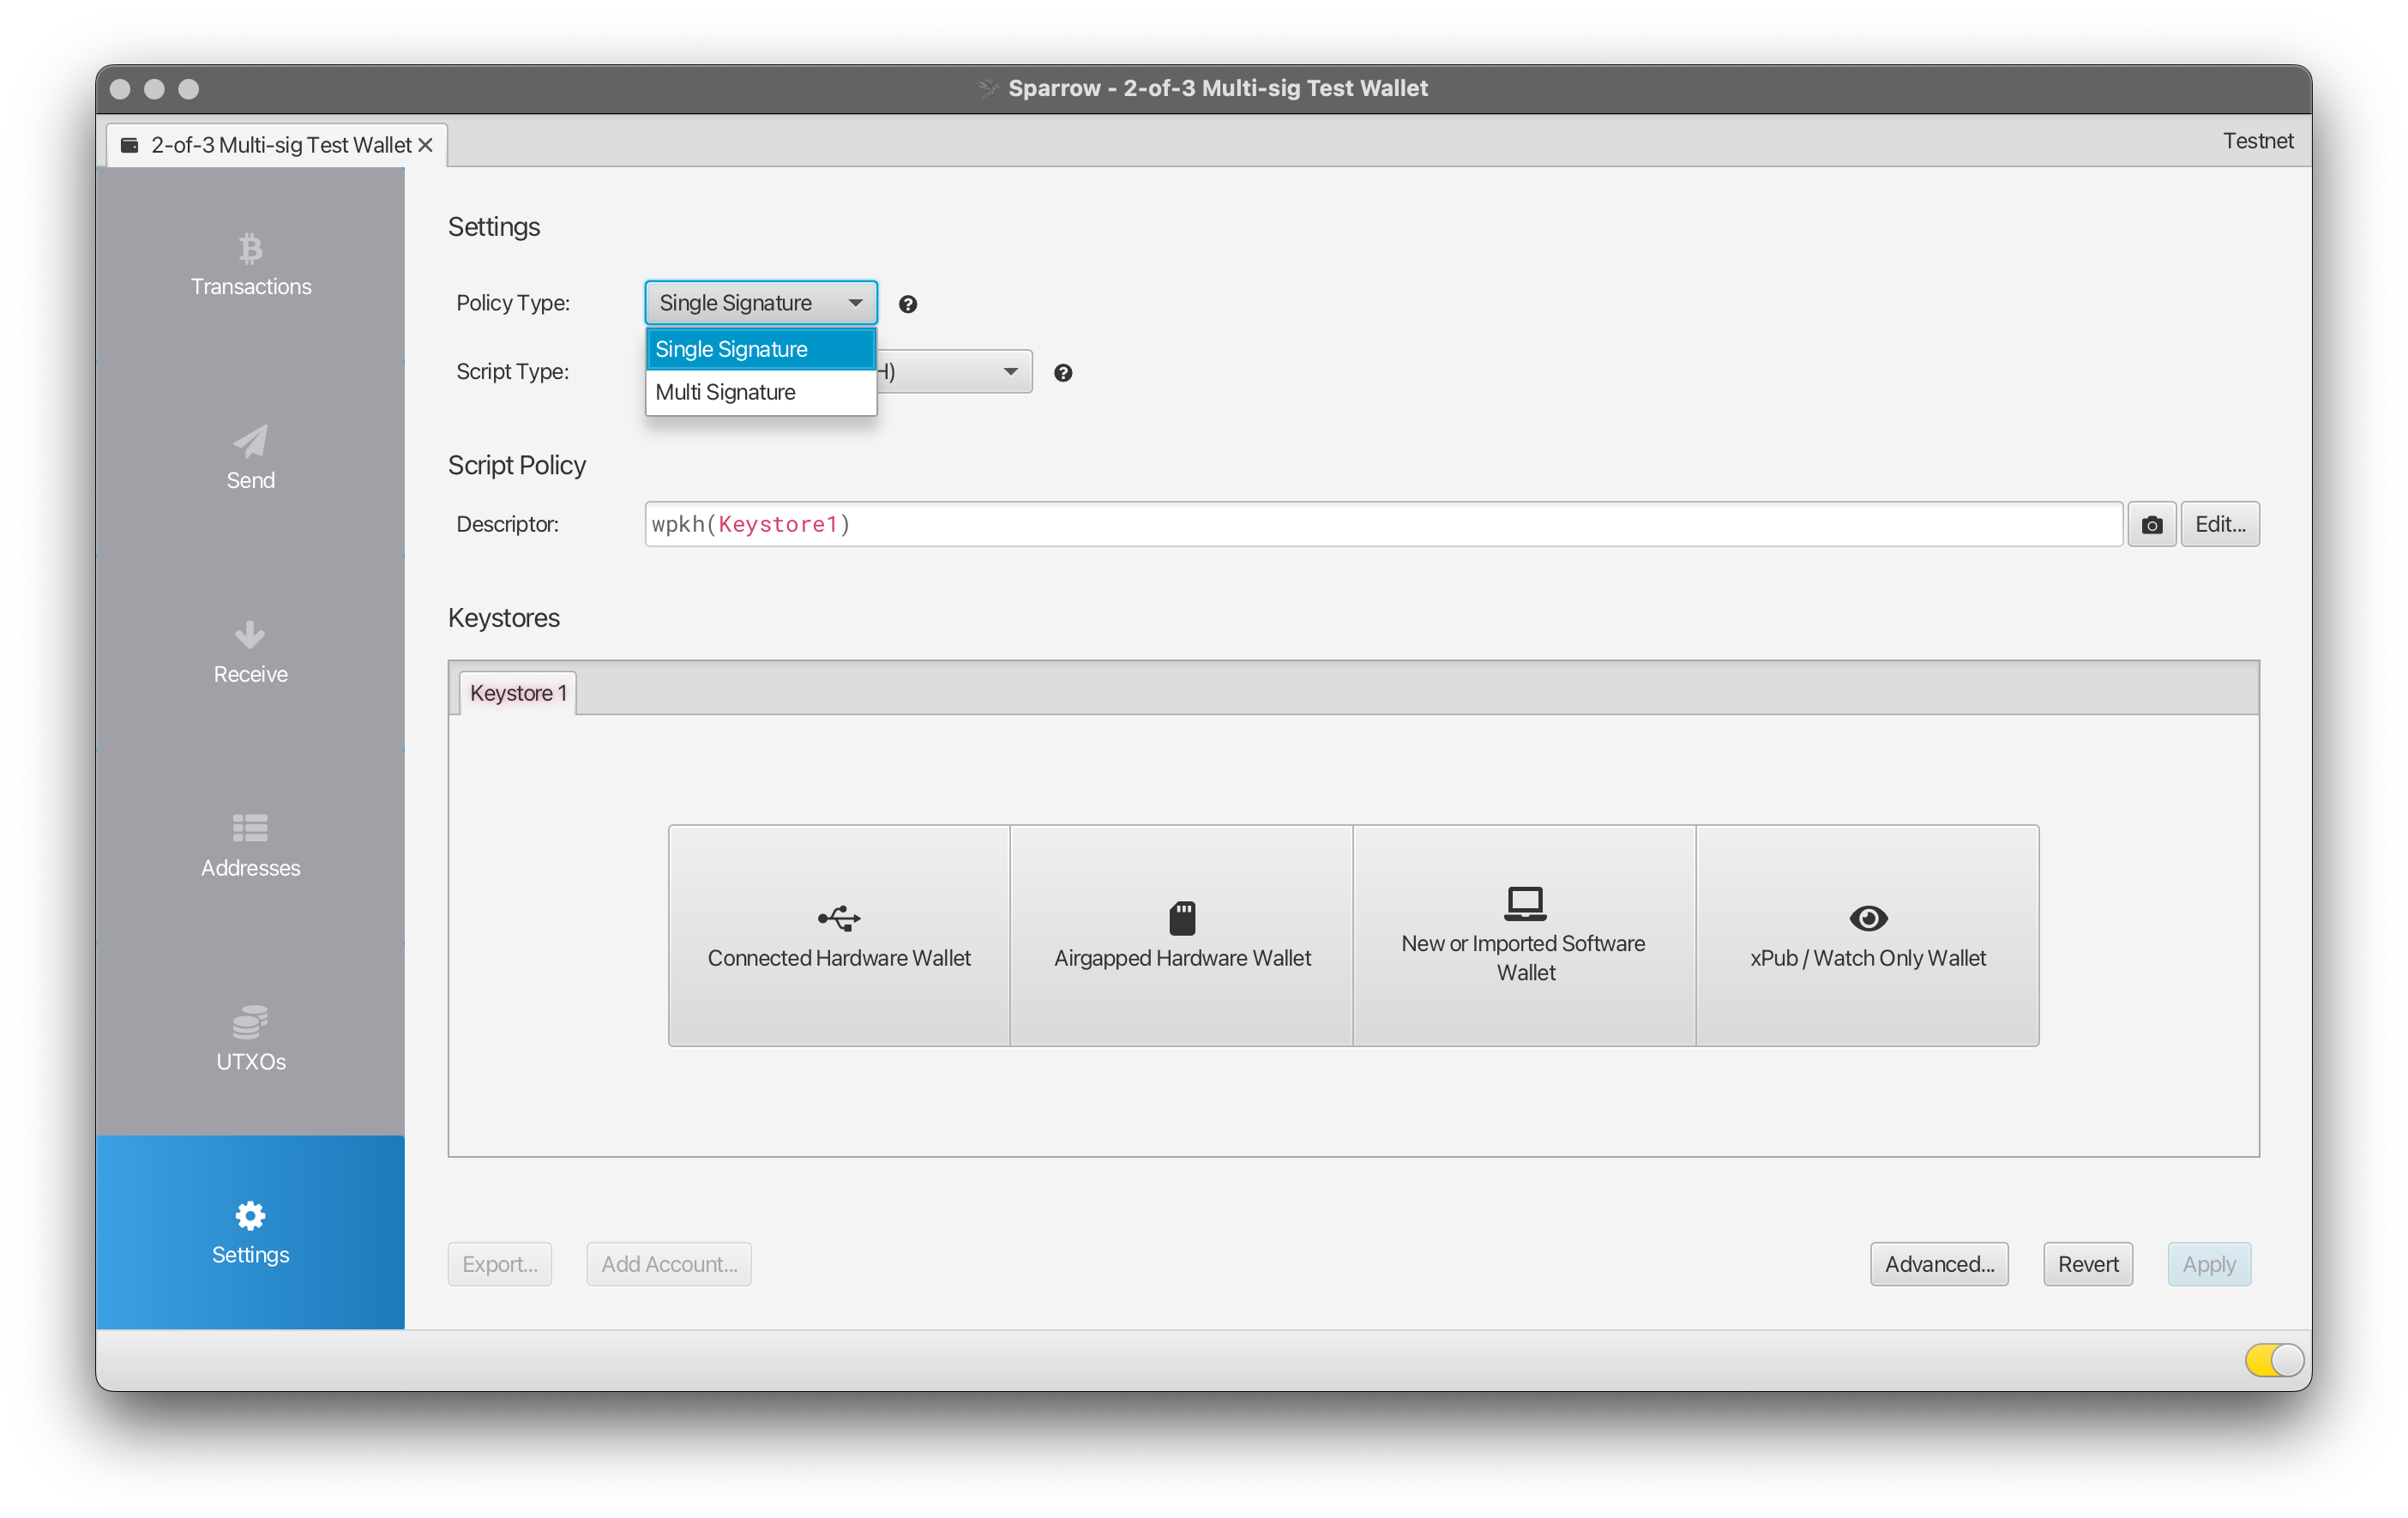 Sparrow - 2-of-3 Multi-sig Test Wallet
2-of-3 Multi-sig Test Wallet
Testnet
Transactions
Send
Receive
Addresses
UTXOs
Settings
Settings
Policy Type:
Single Signature
Single Signature
Multi Signature
Script Type:
H)
Script Policy
Descriptor:
wpkh(Keystore1)
Edit...
Keystores
Keystore 1
Connected Hardware Wallet
Airgapped Hardware Wallet
New or Imported Software
Wallet
xPub / Watch Only Wallet
Export...
Add Account...
Advanced...
Revert
Apply